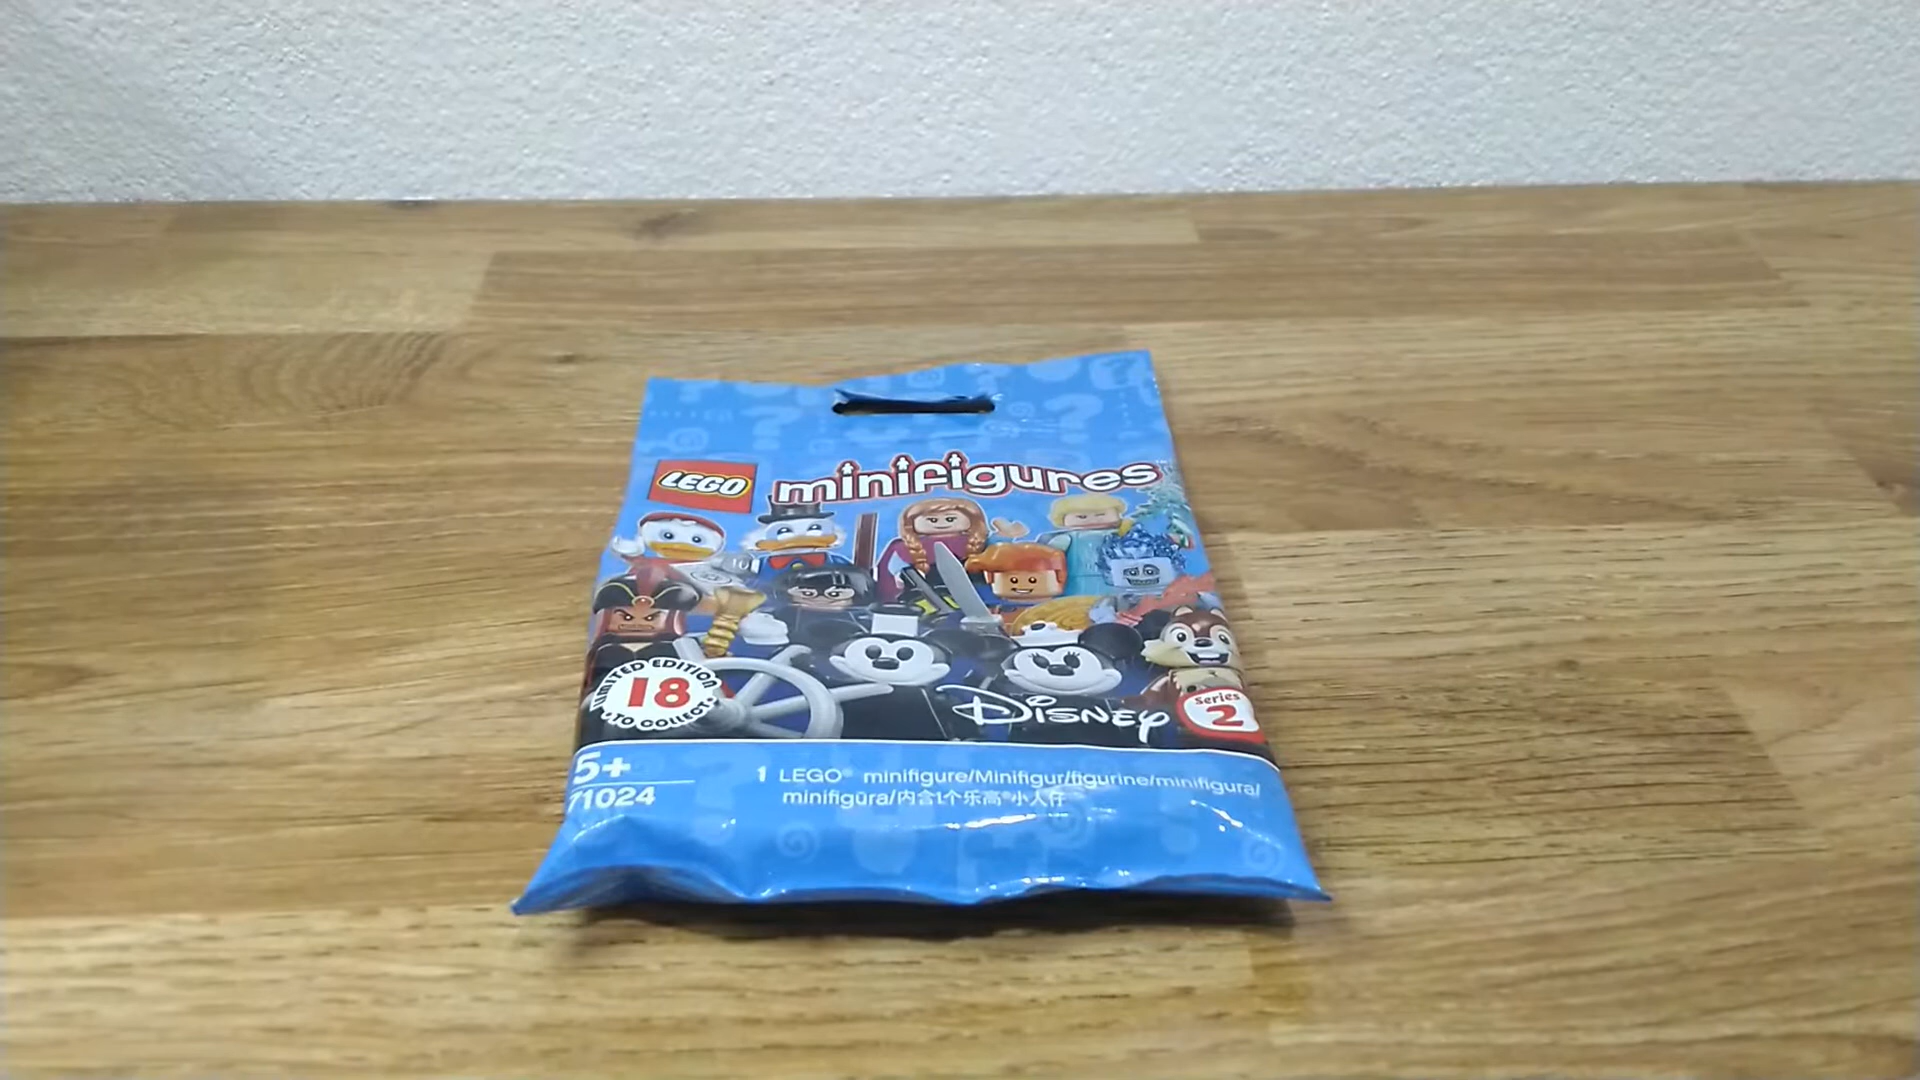 LEGO minifigures
LIMITED EDITION
18
TO COLLECT
DISNEY
Series
2
5+
71024
1 LEGO® minifigure/Minifigur/figurine/minifigura/
minifigūra/内含1个乐高®小人仔